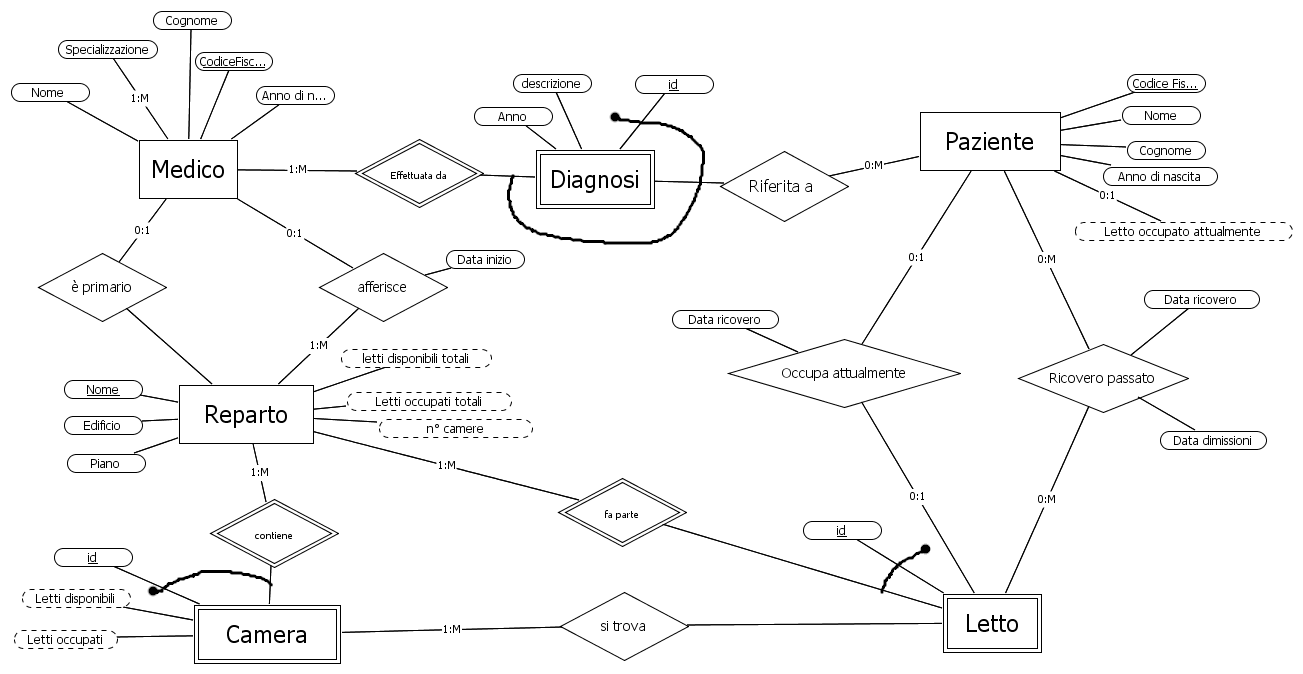 Cognome
Specializzazione
CodiceFisc...
Nome
1:M
Anno di n...
Medico
descrizione
id
Anno
1:M
Effettuata da
Diagnosi
Riferita a
0:M
Codice Fis...
Nome
Cognome
Anno di nascita
Paziente
0:1
Letto occupato attualmente
0:1
0:1
è primario
afferisce
Data inizio
0:1
0:M
Data ricovero
Data ricovero
1:M
letti disponibili totali
Occupa attualmente
Ricovero passato
Nome
Letti occupati totali
Reparto
Edificio
n° camere
Data dimissioni
Piano
1:M
1:M
0:1
0:M
fa parte
contiene
id
id
Letti disponibili
Letti occupati
Camera
1:M
si trova
Letto